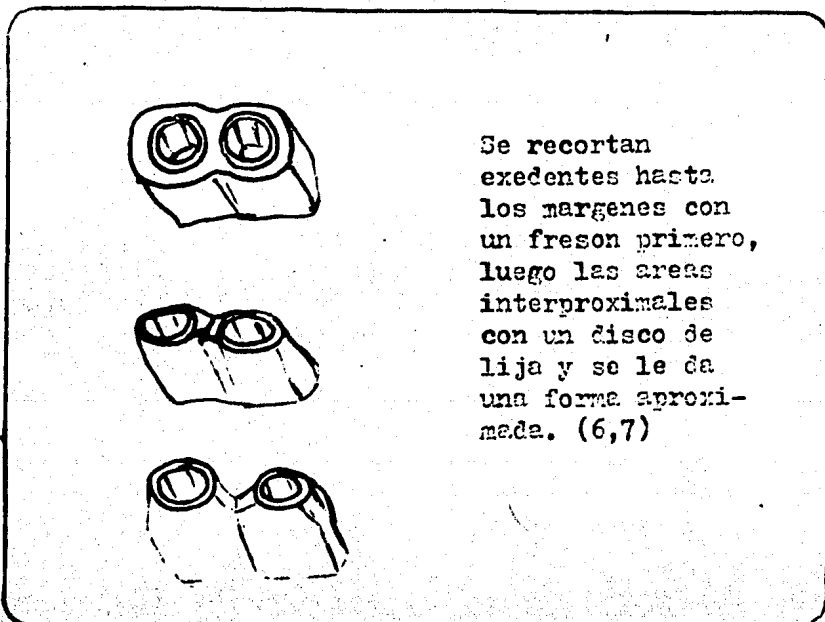 Se recortan
exedentes hasta
los margenes con
un freson primero,
luego las areas
interproximales
con un disco de
lija y se le da
una forma aproxi-
mada. (6,7)